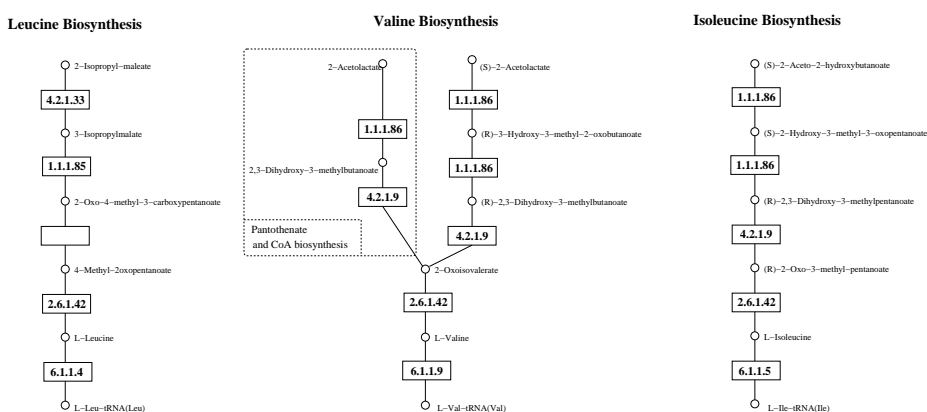 Leucine Biosynthesis
2-Isopropyl-maleate
4.2.1.33
3-Isopropylmalate
1.1.1.85
2-Oxo-4-methyl-3-carboxypentanoate
4-Methyl-2oxopentanoate
2.6.1.42
L-Leucine
6.1.1.4
L-Leu-tRNA(Leu)
Valine Biosynthesis
2-Acetolactate
1.1.1.86
2,3-Dihydroxy-3-methylbutanoate
4.2.1.9
Pantothenate
and CoA biosynthesis
(S)-2-Acetolactate
1.1.1.86
(R)-3-Hydroxy-3-methyl-2-oxobutanoate
1.1.1.86
(R)-2,3-Dihydroxy-3-methylbutanoate
4.2.1.9
2-Oxoisovalerate
2.6.1.42
L-Valine
6.1.1.9
L-Val-tRNA(Val)
Isoleucine Biosynthesis
(S)-2-Aceto-2-hydroxybutanoate
1.1.1.86
(S)-2-Hydroxy-3-methyl-3-oxopentanoate
1.1.1.86
(R)-2,3-Dihydroxy-3-methylpentanoate
4.2.1.9
(R)-2-Oxo-3-methyl-pentanoate
2.6.1.42
L-Isoleucine
6.1.1.5
L-Ile-tRNA(Ile)